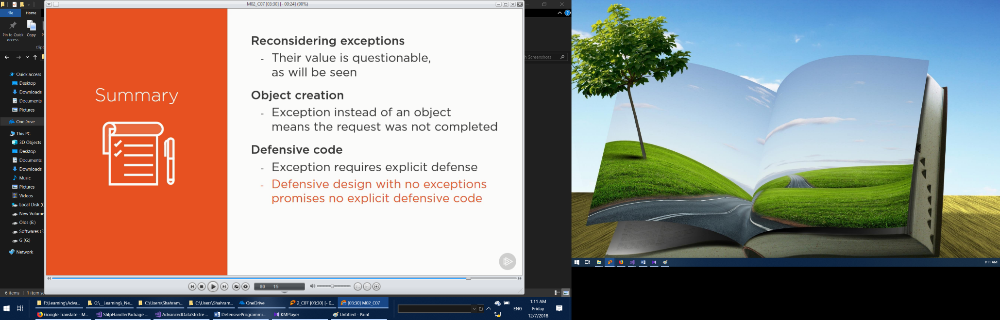 M02_C07 [03:30] [- 00:24] (90%)
File
Home
Pin to Quick access
Copy
Screenshots
Quick access
Desktop
Downloads
Documents
Pictures
OneDrive
This PC
3D Objects
Desktop
Documents
Downloads
Music
Pictures
Videos
Local Disk (C
New Volume
Olds (E:)
Softwares (F:
G (G:)
Network
6 items
1 item se
Summary
Reconsidering exceptions
- Their value is questionable,
as will be seen
Object creation
- Exception instead of an object
means the request was not completed
Defensive code
- Exception requires explicit defense
- Defensive design with no exceptions
promises no explicit defensive code
80 15
F:\Learning\Adva...
G:\_Learning\_Ne...
C:\Users\Shahram...
C:\Users\Shahram...
OneDrive
2_C07 [03:30] [- 0...
[03:30] M02_C07
Google Translate - M...
ShlpHandlerPackage ...
AdvancedDataStrctre ...
DefensiveProgrammi...
KMPlayer
Untitled - Paint
ENG
1:11 AM
Friday
12/7/2018
1:11 AM